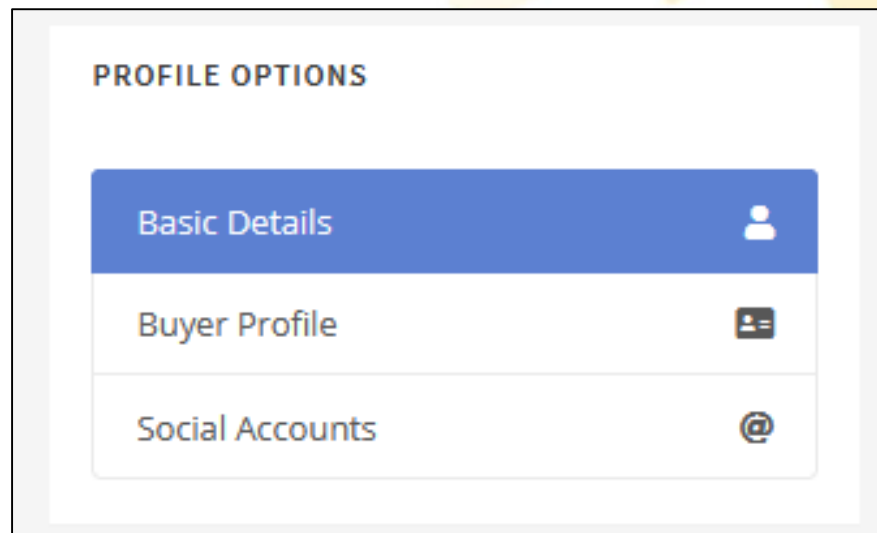 PROFILE OPTIONS
Basic Details
Buyer Profile
Social Accounts